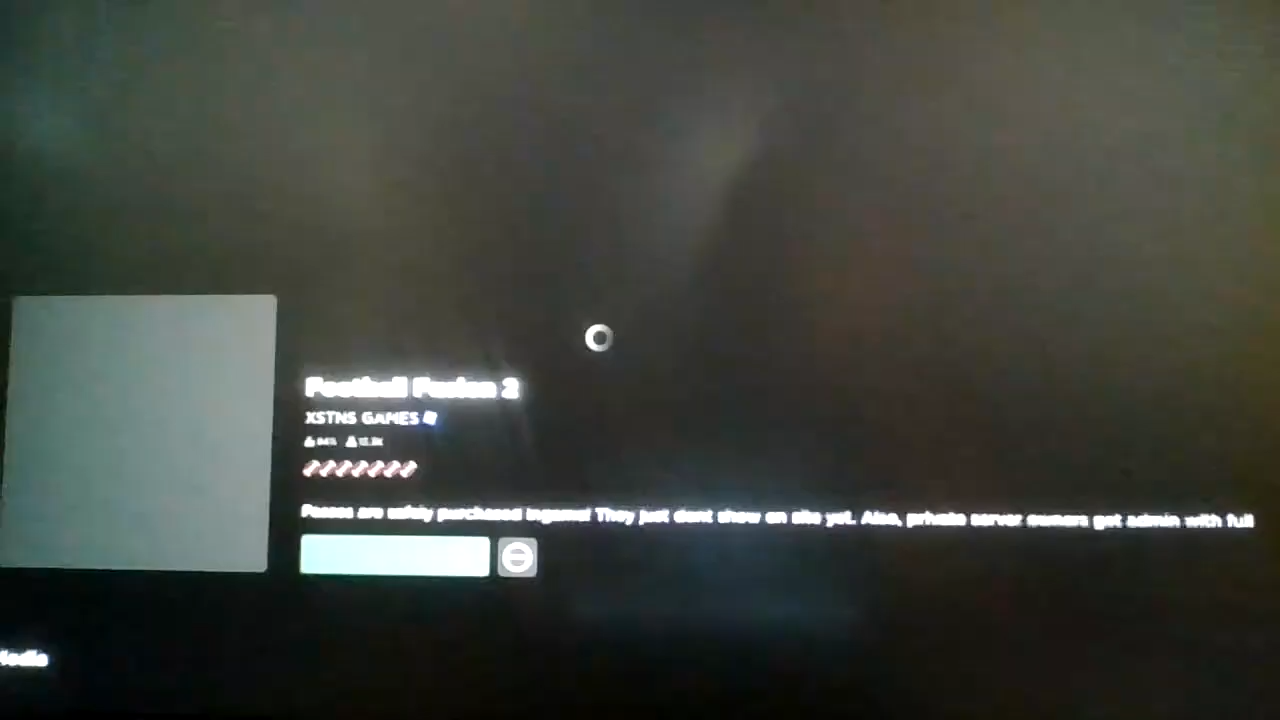 Football Fusion 2
XSTNS GAMES
Passes are safely purchased ingame! They just dont show on site yet. Also, private server owners get admin with full